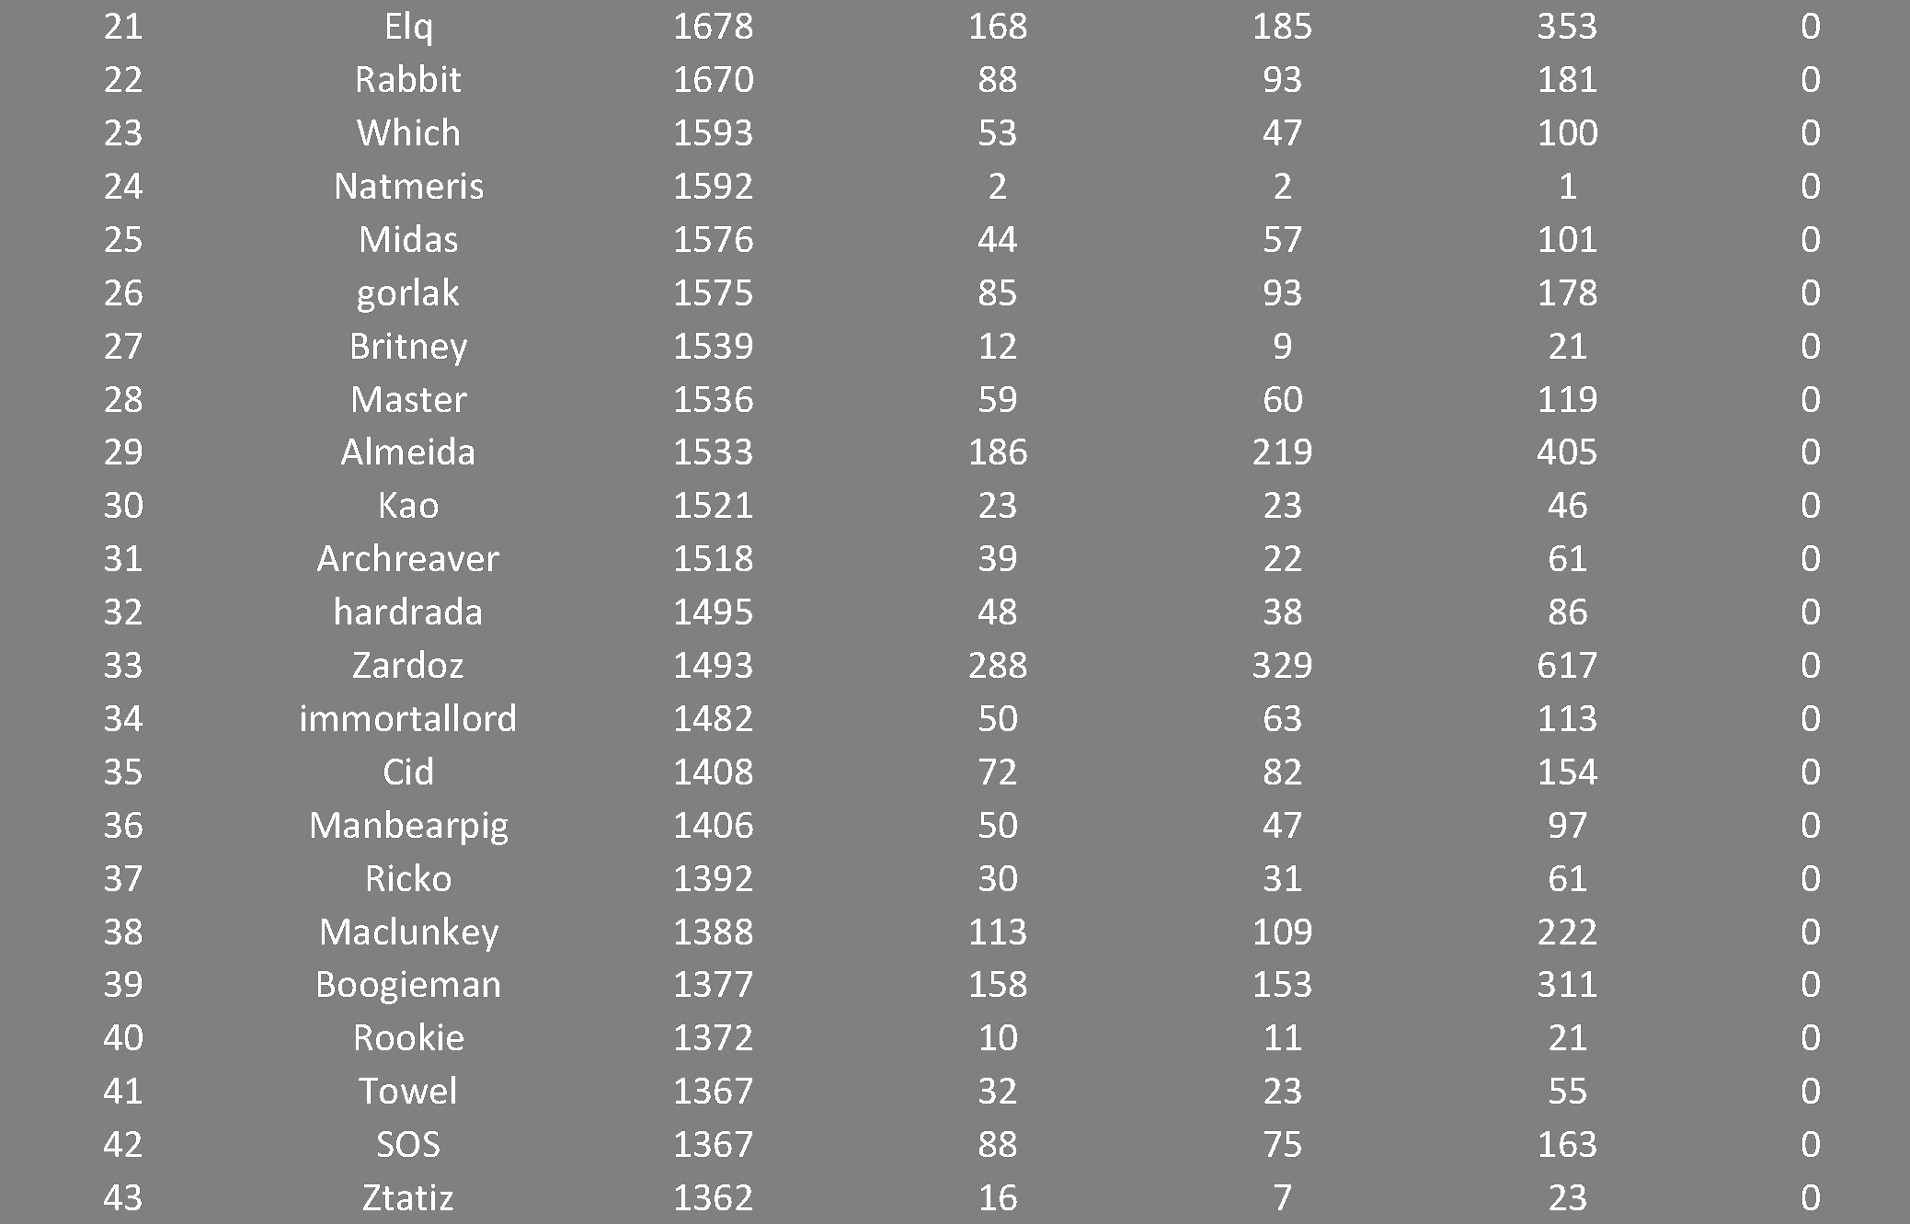 21 Elq 1678 168 185 353 0
22 Rabbit 1670 88 93 181 0
23 Which 1593 53 47 100 0
24 Natmeris 1592 2 2 1 0
25 Midas 1576 44 57 101 0
26 gorlak 1575 85 93 178 0
27 Britney 1539 12 9 21 0
28 Master 1536 59 60 119 0
29 Almeida 1533 186 219 405 0
30 Kao 1521 23 23 46 0
31 Archreaver 1518 39 22 61 0
32 hardrada 1495 48 38 86 0
33 Zardoz 1493 288 329 617 0
34 immortallord 1482 50 63 113 0
35 Cid 1408 72 82 154 0
36 Manbearpig 1406 50 47 97 0
37 Ricko 1392 30 31 61 0
38 Maclunkey 1388 113 109 222 0
39 Boogieman 1377 158 153 311 0
40 Rookie 1372 10 11 21 0
41 Towel 1367 32 23 55 0
42 SOS 1367 88 75 163 0
43 Ztatiz 1362 16 7 23 0